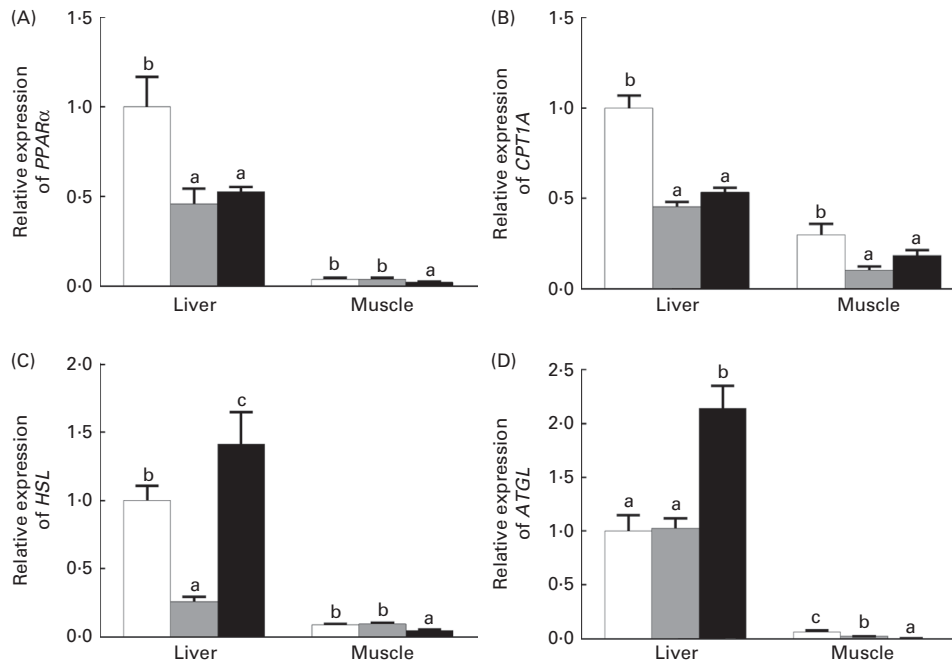 (A)
Relative expression
of PPARα
1·5
1·0
0·5
0·0
b
a
a
b
b
a
Liver
Muscle
(B)
Relative expression
of CPT1A
1·5
1·0
0·5
0·0
b
a
a
b
a
a
Liver
Muscle
(C)
Relative expression
of HSL
2·0
1·5
1·0
0·5
0·0
b
a
c
b
b
a
Liver
Muscle
(D)
Relative expression
of ATGL
2·5
2·0
1·5
1·0
0·5
0·0
a
a
b
c
b
a
Liver
Muscle